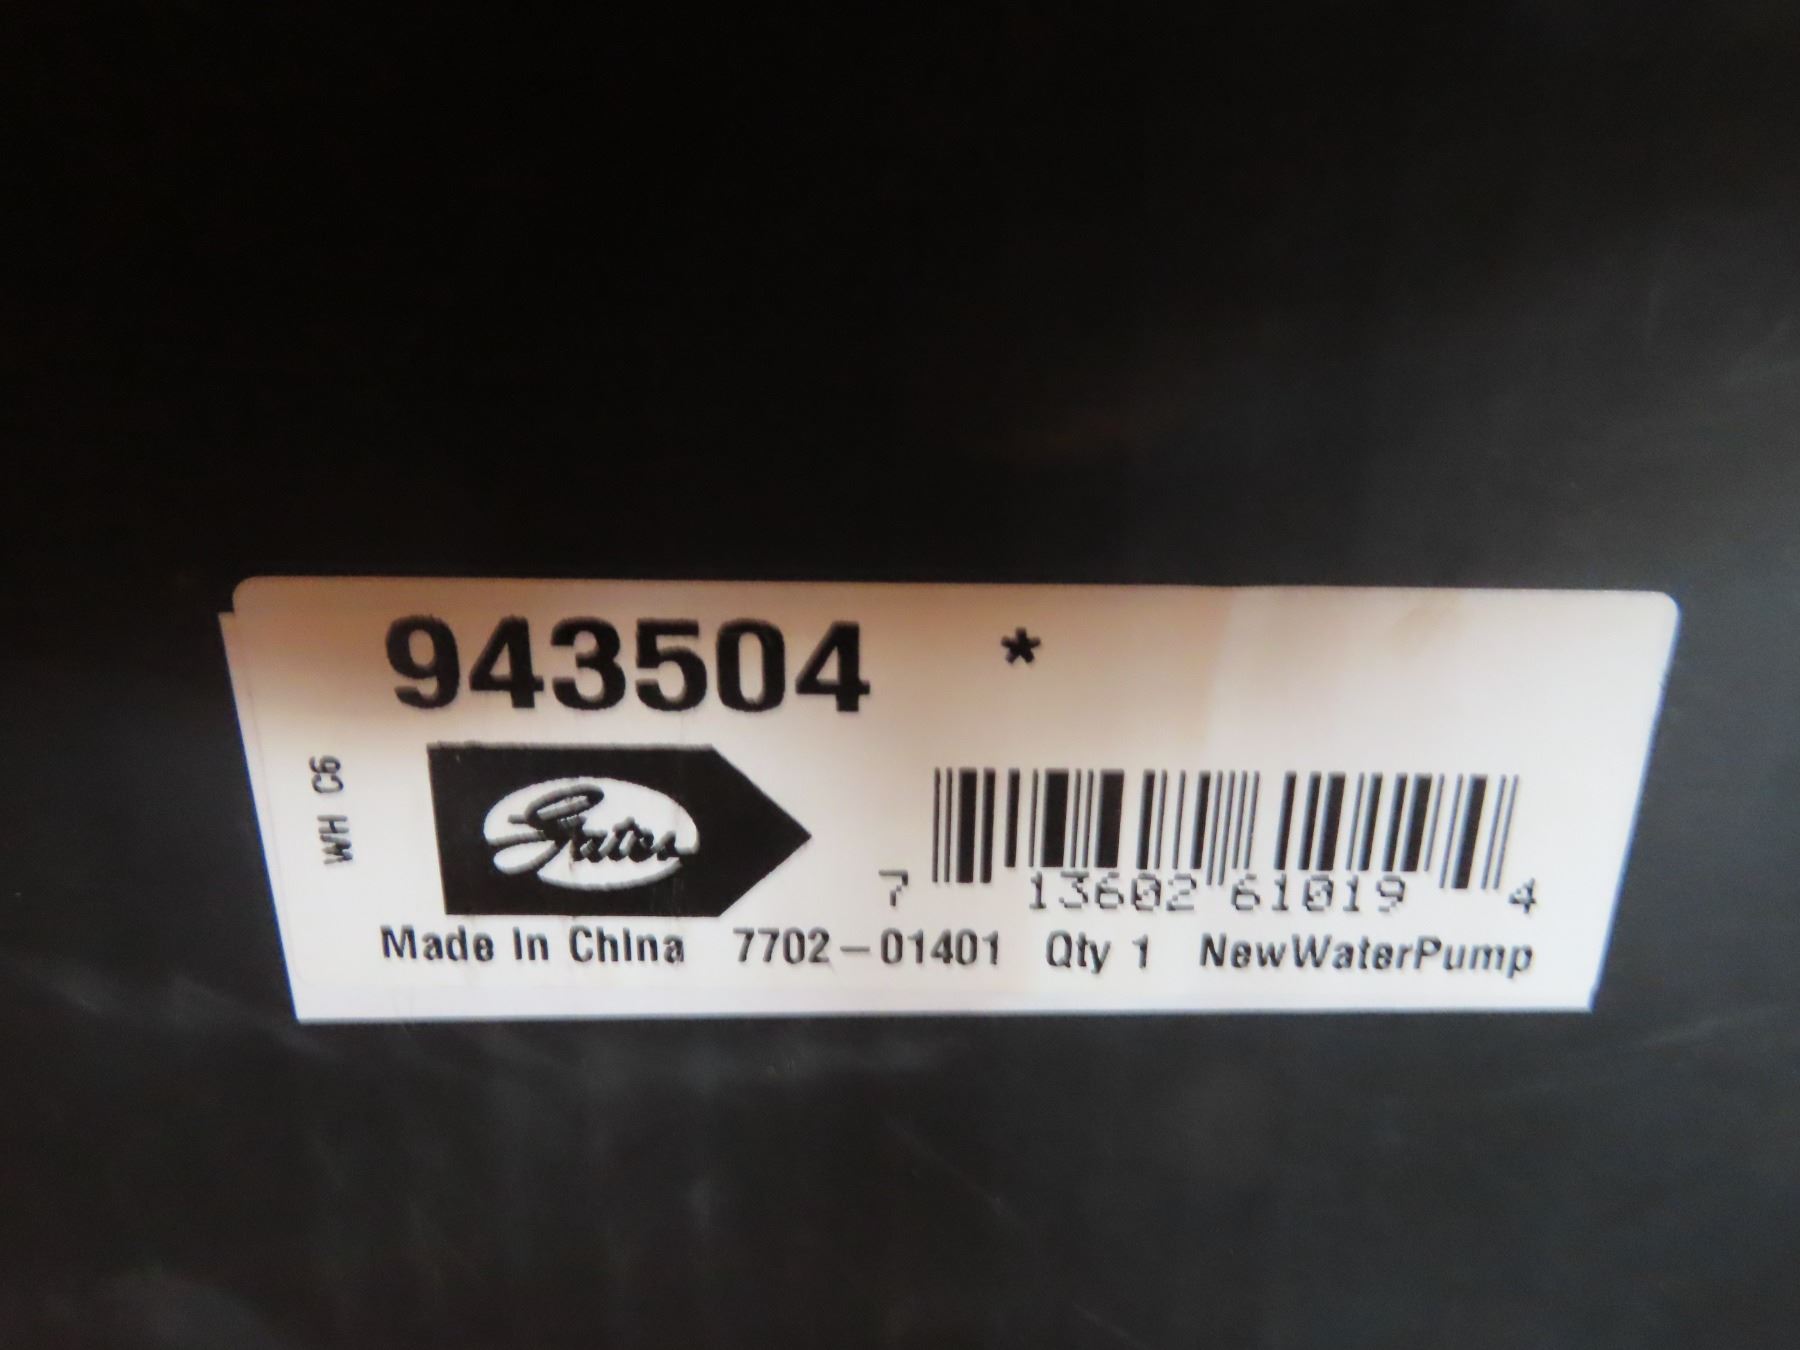 943504 *
WH C6
Gates
7 13602 61019 4
Made In China 7702-01401 Qty 1 NewWaterPump